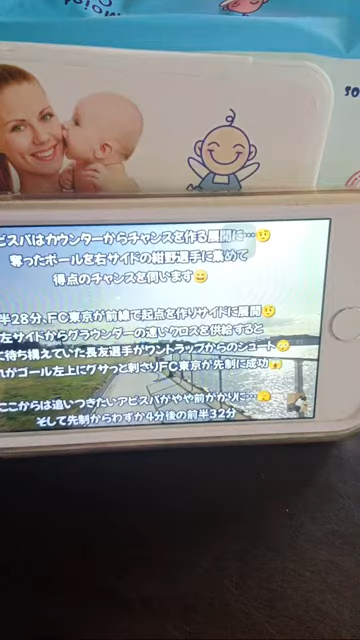 ビスパはカウンターからチャンスを作る展開に…🤨
奪ったボールを右サイドの紺野選手に集めて
得点のチャンスを伺います😀
半28分、FC東京が前線で起点を作りサイドに展開🤨
左サイドからグラウンダーの速いクロスを供給すると
に待ち構えていた長友選手がワントラップからのシュート😳
れがゴール左上にグサっと刺さりFC東京が先制に成功😱
ここからは追いつきたいアビスパがやや前がかりに…🫣
そして先制からわずか4分後の前半32分